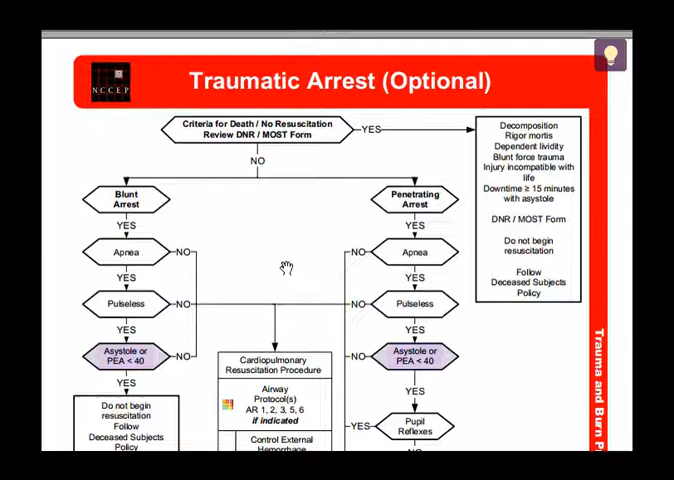 NCCEP
Traumatic Arrest (Optional)
Criteria for Death / No Resuscitation
Review DNR / MOST Form
YES
Decomposition
Rigor mortis
Dependent lividity
Blunt force trauma
Injury incompatible with
life
Downtime ≥ 15 minutes
with asystole
DNR / MOST Form
Do not begin
resuscitation
Follow
Deceased Subjects
Policy
NO
Blunt
Arrest
Penetrating
Arrest
YES
YES
Apnea
NO
NO
Apnea
YES
YES
Pulseless
NO
NO
Pulseless
YES
YES
Asystole or
PEA < 40
NO
NO
Asystole or
PEA < 40
YES
YES
Do not begin
resuscitation
Follow
Deceased Subjects
Policy
Cardiopulmonary
Resuscitation Procedure
Airway
Protocol(s)
AR 1, 2, 3, 5, 6
if indicated
Control External
Hemorrhage
YES
Pupil
Reflexes
NO
Trauma and Burn